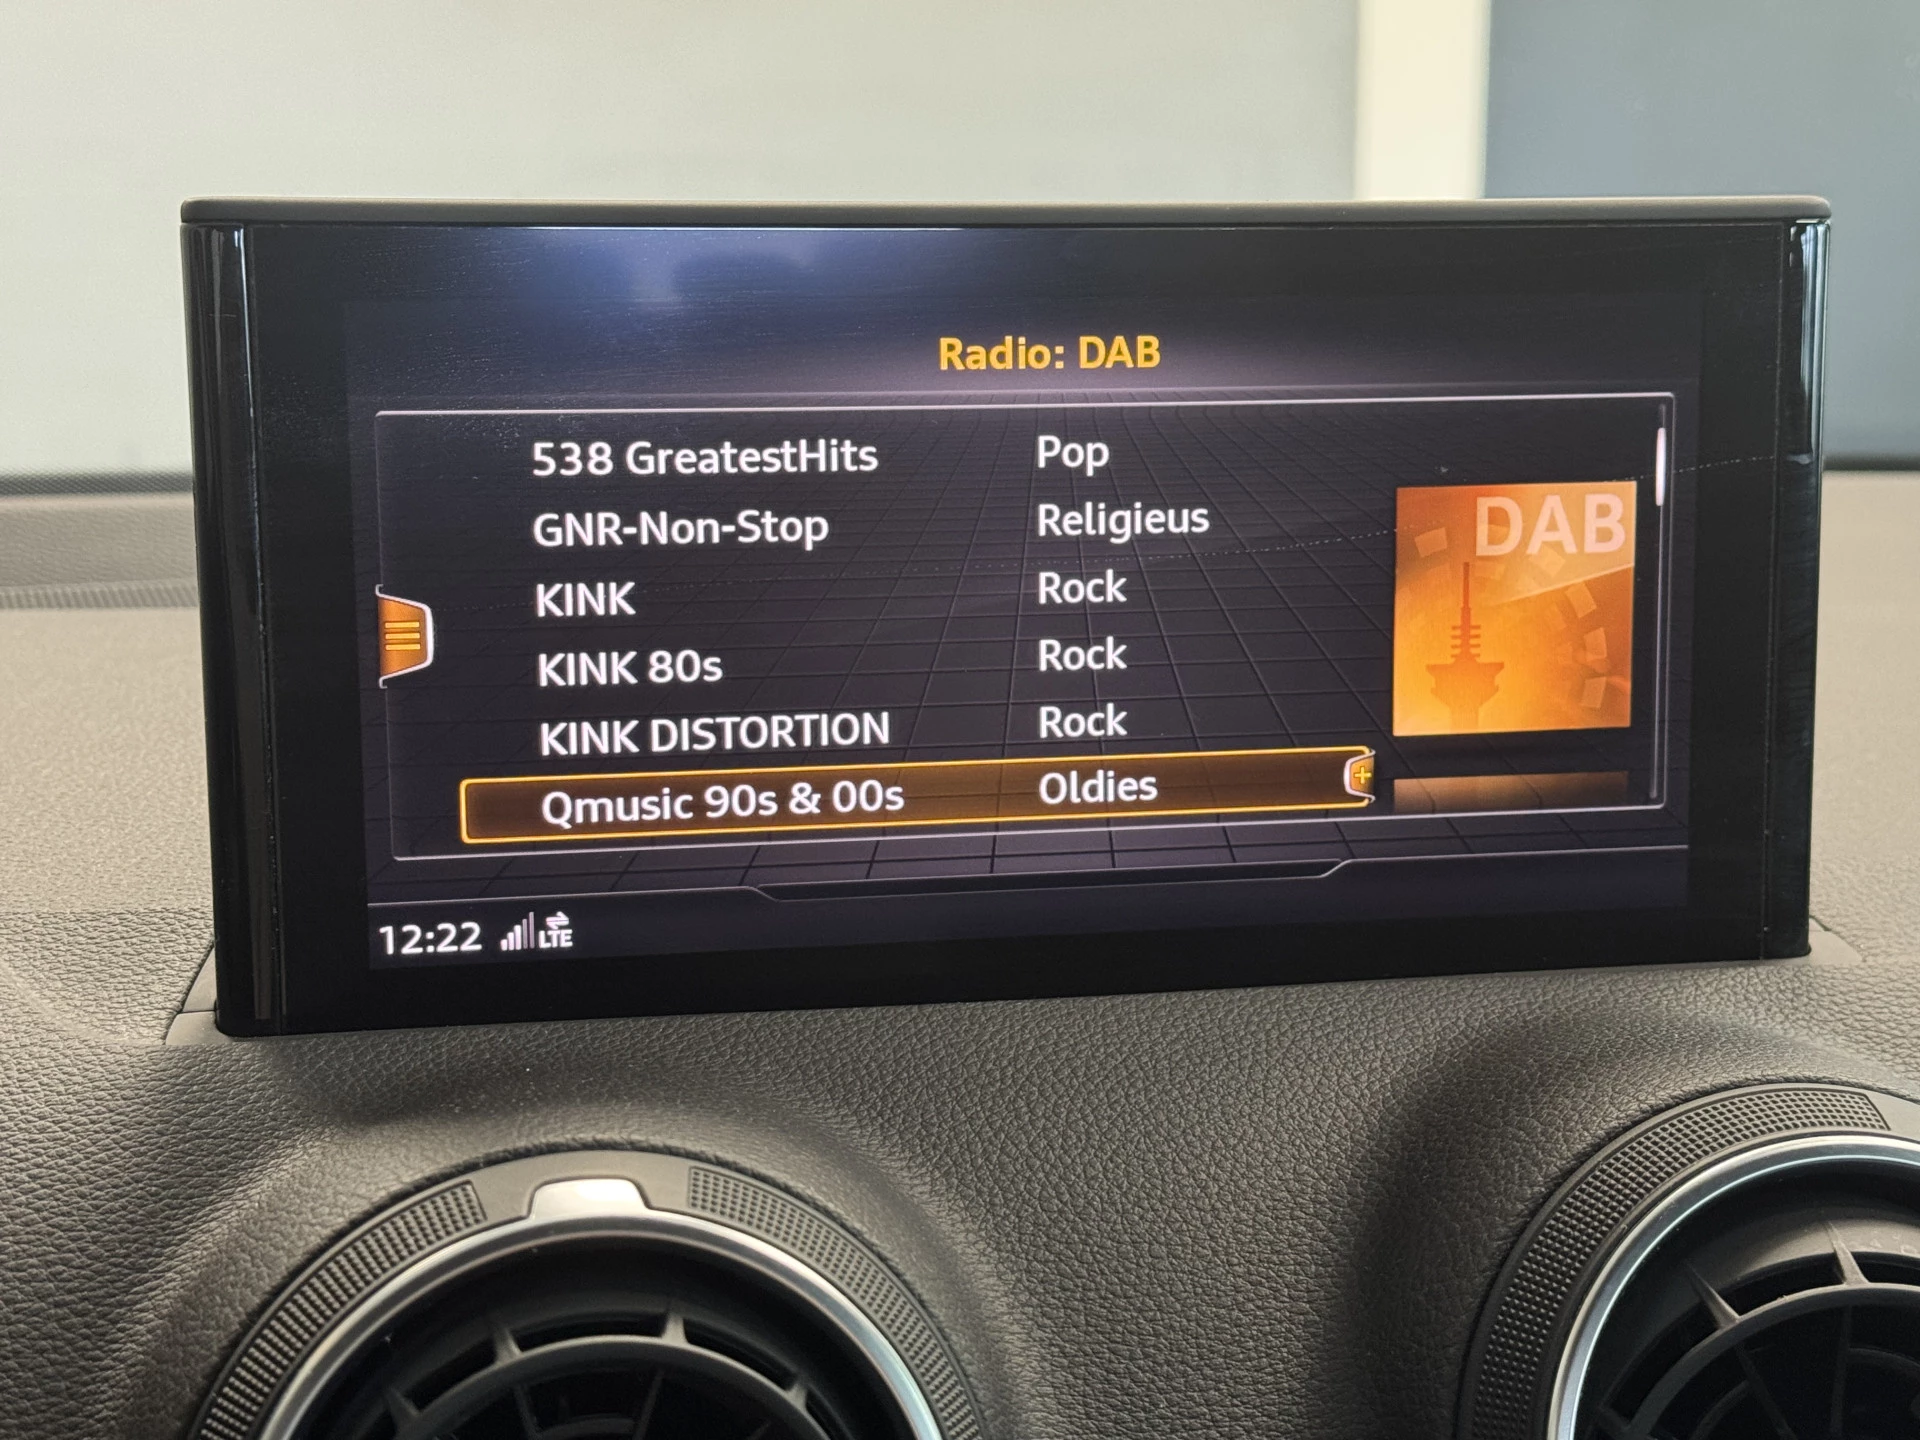 Radio: DAB
538 GreatestHits Pop
GNR-Non-Stop Religieus
KINK Rock
KINK 80s Rock
KINK DISTORTION Rock
Qmusic 90s & 00s Oldies
DAB
12:22 LTE